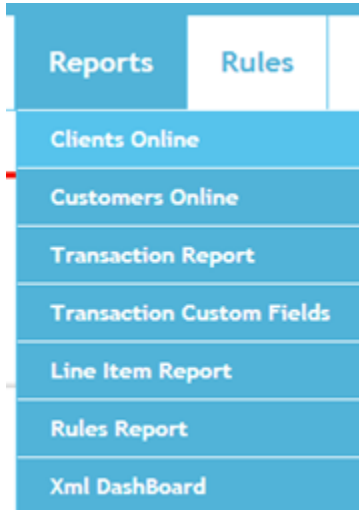 Reports Rules
Clients Online
Customers Online
Transaction Report
Transaction Custom Fields
Line Item Report
Rules Report
Xml DashBoard